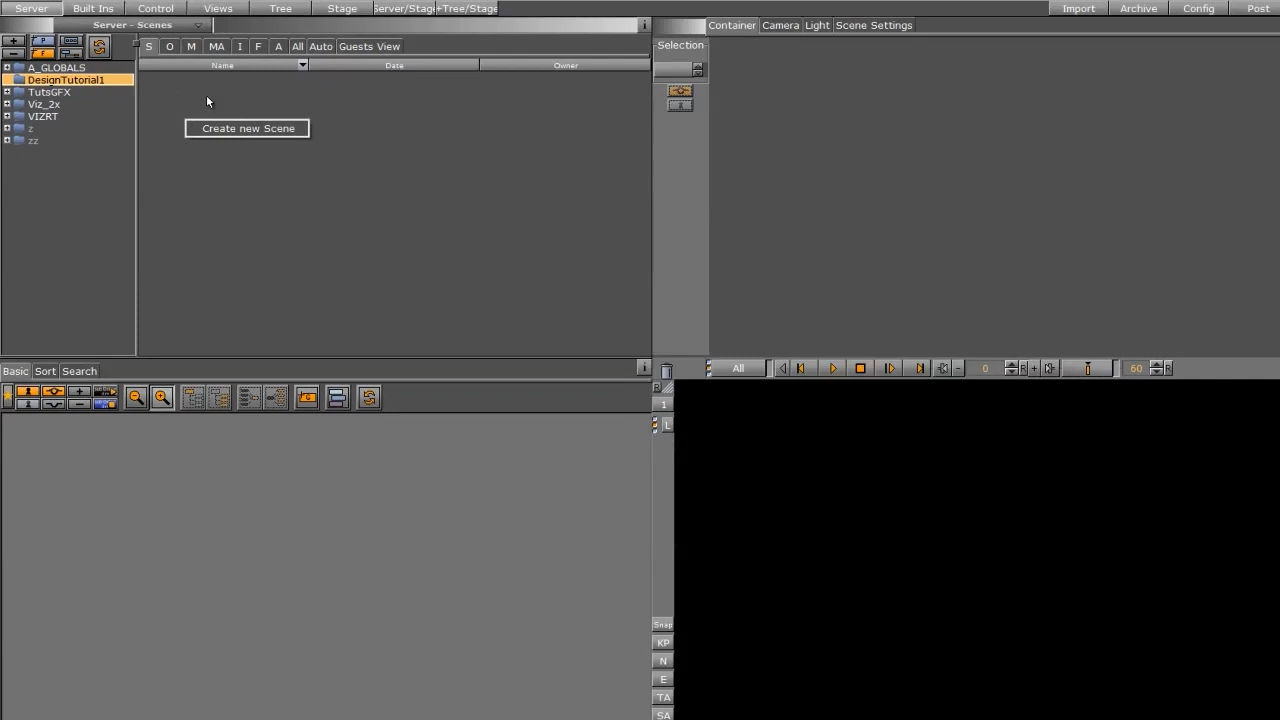 Server Built Ins Control Views Tree Stage Server/Stag +Tree/Stage Import Archive Config Post
Server - Scenes i Container Camera Light Scene Settings
S O M MA I F A All Auto Guests View Selection
Name Date Owner
A_GLOBALS
DesignTutorial1
TutsGFX
Viz_2x
VIZRT
z
zz
Create new Scene
Basic Sort Search i
All 0 R 60 R
R
1
L
Snap
KP
N
E
TA
SA